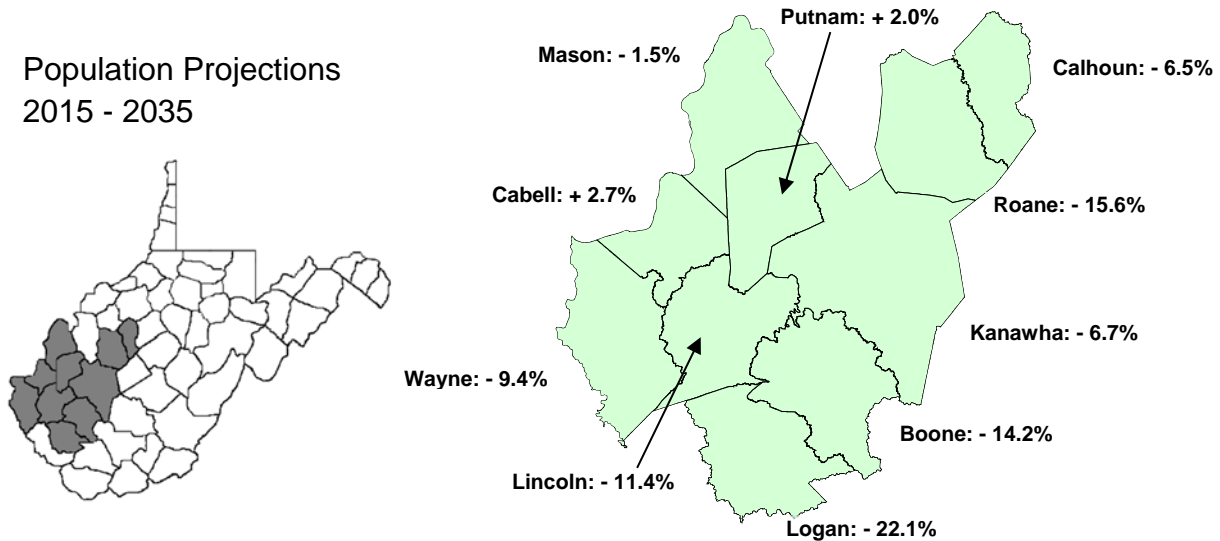 Population Projections
2015 - 2035
Putnam: + 2.0%
Mason: - 1.5%
Calhoun: - 6.5%
Cabell: + 2.7%
Roane: - 15.6%
Kanawha: - 6.7%
Wayne: - 9.4%
Boone: - 14.2%
Lincoln: - 11.4%
Logan: - 22.1%